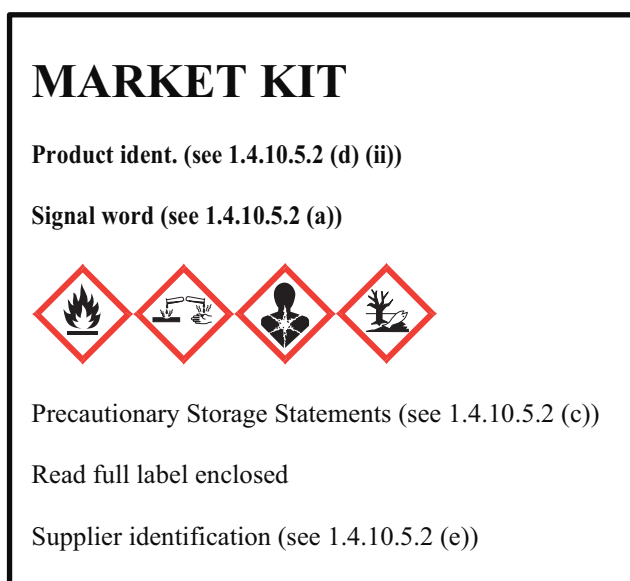 MARKET KIT
Product ident. (see 1.4.10.5.2 (d) (ii))
Signal word (see 1.4.10.5.2 (a))
Precautionary Storage Statements (see 1.4.10.5.2 (c))
Read full label enclosed
Supplier identification (see 1.4.10.5.2 (e))